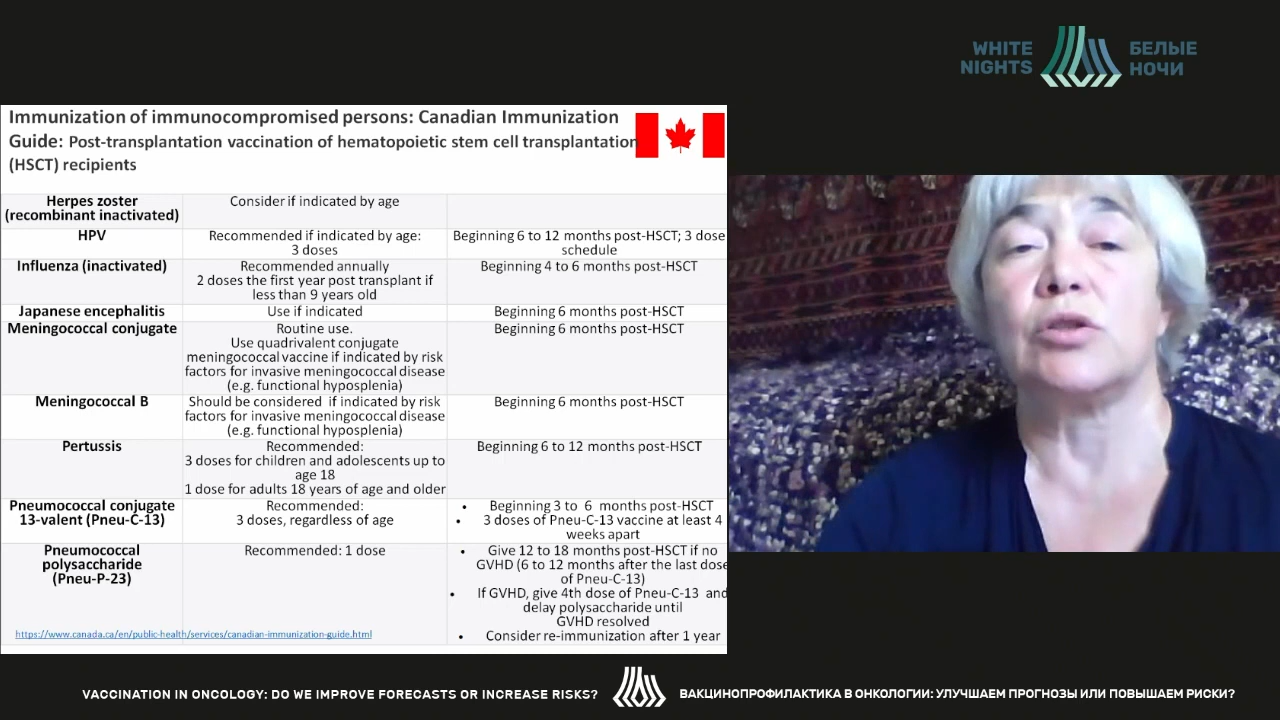 WHITE
NIGHTS
БЕЛЫЕ
НОЧИ
Immunization of immunocompromised persons: Canadian Immunization
Guide: Post-transplantation vaccination of hematopoietic stem cell transplantation
(HSCT) recipients
Herpes zoster
(recombinant inactivated)
Consider if indicated by age
HPV
Recommended if indicated by age:
3 doses
Beginning 6 to 12 months post-HSCT; 3 dose
schedule
Influenza (inactivated)
Recommended annually
2 doses the first year post transplant if
less than 9 years old
Beginning 4 to 6 months post-HSCT
Japanese encephalitis
Use if indicated
Beginning 6 months post-HSCT
Meningococcal conjugate
Routine use.
Use quadrivalent conjugate
meningococcal vaccine if indicated by risk
factors for invasive meningococcal disease
(e.g. functional hyposplenia)
Beginning 6 months post-HSCT
Meningococcal B
Should be considered if indicated by risk
factors for invasive meningococcal disease
(e.g. functional hyposplenia)
Beginning 6 months post-HSCT
Pertussis
Recommended:
3 doses for children and adolescents up to
age 18
1 dose for adults 18 years of age and older
Beginning 6 to 12 months post-HSCT
Pneumococcal conjugate
13-valent (Pneu-C-13)
Recommended:
3 doses, regardless of age
• Beginning 3 to 6 months post-HSCT
• 3 doses of Pneu-C-13 vaccine at least 4
weeks apart
Pneumococcal
polysaccharide
(Pneu-P-23)
Recommended: 1 dose
• Give 12 to 18 months post-HSCT if no
GVHD (6 to 12 months after the last dose
of Pneu-C-13)
• If GVHD, give 4th dose of Pneu-C-13 and
delay polysaccharide until
GVHD resolved
• Consider re-immunization after 1 year
https://www.canada.ca/en/public-health/services/canadian-immunization-guide.html
VACCINATION IN ONCOLOGY: DO WE IMPROVE FORECASTS OR INCREASE RISKS?
ВАКЦИНОПРОФИЛАКТИКА В ОНКОЛОГИИ: УЛУЧШАЕМ ПРОГНОЗЫ ИЛИ ПОВЫШАЕМ РИСКИ?